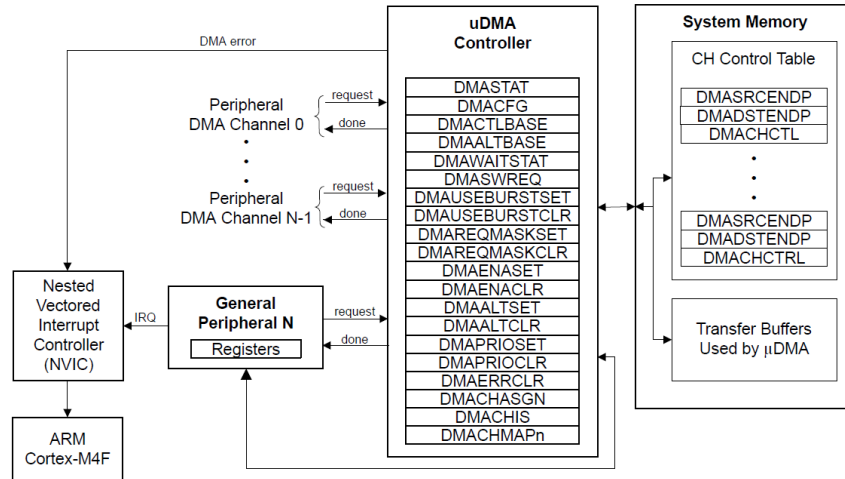 uDMA
Controller
DMASTAT
DMACFG
DMACTLBASE
DMAALTBASE
DMAWAITSTAT
DMASWREQ
DMAUSEBURSTSET
DMAUSEBURSTCLR
DMAREQMASKSET
DMAREQMASKCLR
DMAENASET
DMAENACLR
DMAALTSET
DMAALTCLR
DMAPRIOSET
DMAPRIOCLR
DMAERRCLR
DMACHASGN
DMACHIS
DMACHMAPn
DMA error
Peripheral
DMA Channel 0
request
done
•
•
•
Peripheral
DMA Channel N-1
request
done
Nested
Vectored
Interrupt
Controller
(NVIC)
IRQ
General
Peripheral N
Registers
request
done
ARM
Cortex-M4F
System Memory
CH Control Table
DMASRCENDP
DMADSTENDP
DMACHCTL
•
•
•
DMASRCENDP
DMADSTENDP
DMACHCTRL
Transfer Buffers
Used by μDMA